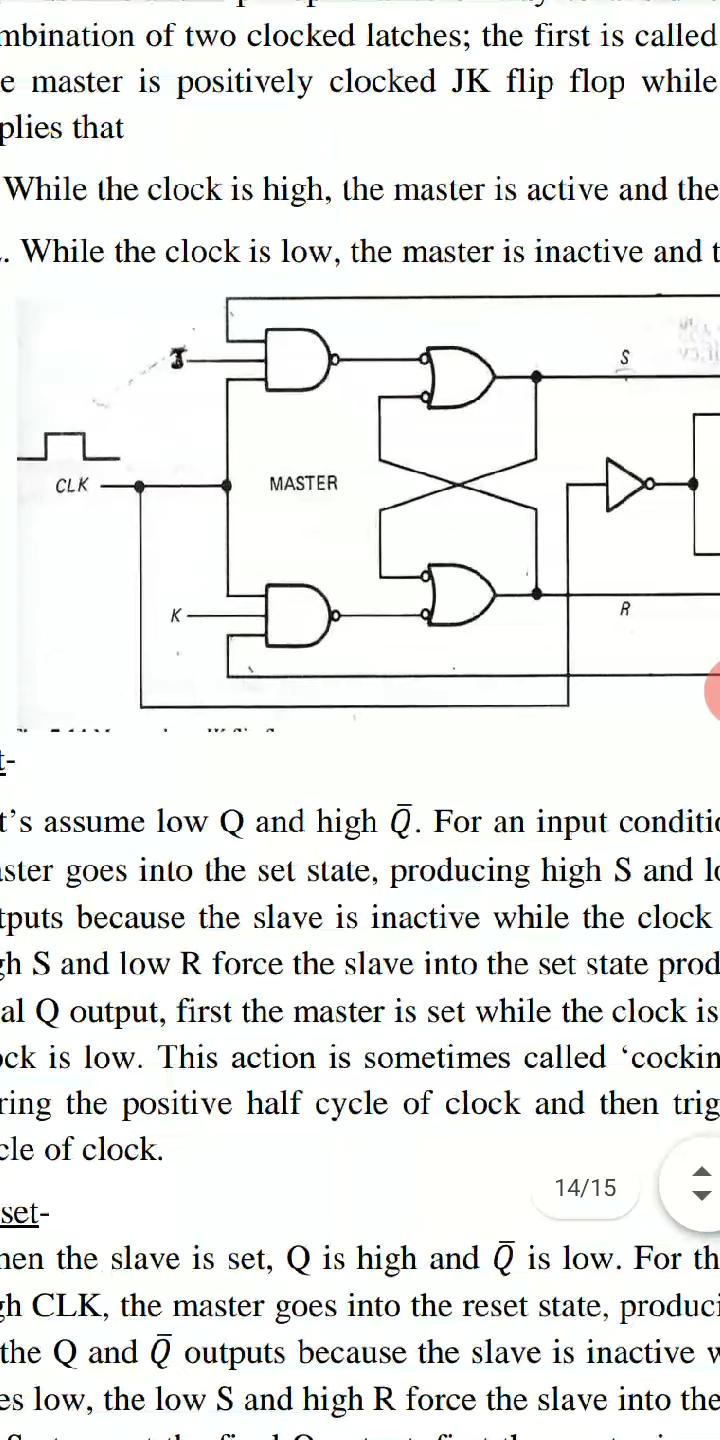 mbination of two clocked latches; the first is called
e master is positively clocked JK flip flop while
plies that
While the clock is high, the master is active and the
. While the clock is low, the master is inactive and t
J
S
CLK
MASTER
K
R
t-
t's assume low Q and high Q̅. For an input conditio
ster goes into the set state, producing high S and lo
tputs because the slave is inactive while the clock
gh S and low R force the slave into the set state prod
al Q output, first the master is set while the clock is
ock is low. This action is sometimes called ‘cockin
ring the positive half cycle of clock and then trig
cle of clock.
14/15
set-
hen the slave is set, Q is high and Q̅ is low. For th
gh CLK, the master goes into the reset state, produci
the Q and Q̅ outputs because the slave is inactive w
es low, the low S and high R force the slave into the